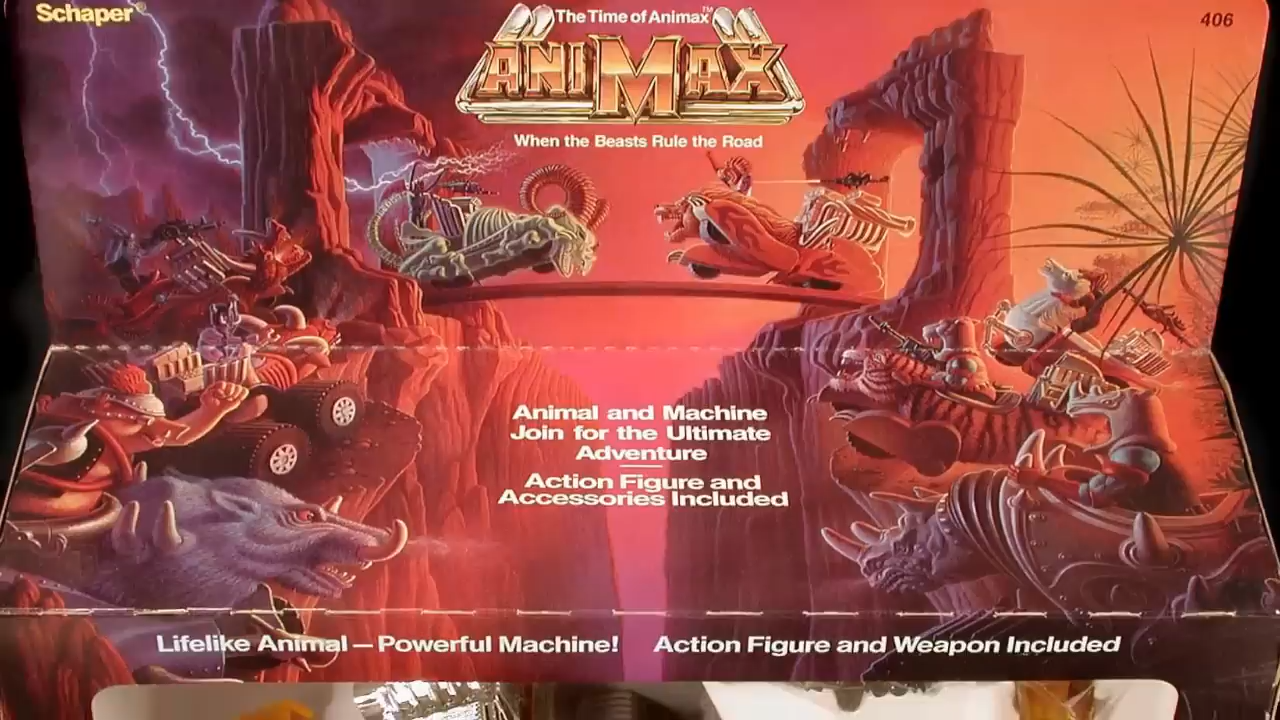 Schaper®
The Time of Animax™
406
ANIMAX
When the Beasts Rule the Road
Animal and Machine
Join for the Ultimate
Adventure
Action Figure and
Accessories Included
Lifelike Animal — Powerful Machine! Action Figure and Weapon Included